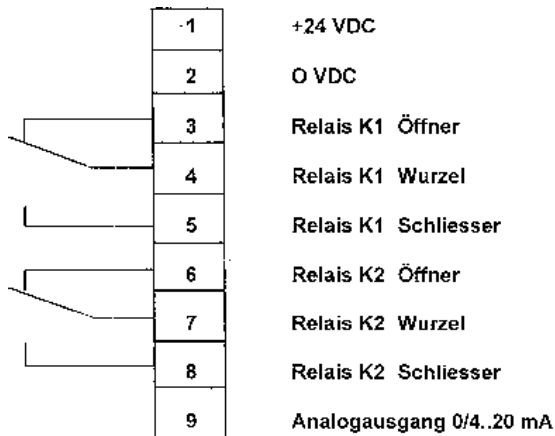 1 +24 VDC
2 O VDC
3 Relais K1 Öffner
4 Relais K1 Wurzel
5 Relais K1 Schliesser
6 Relais K2 Öffner
7 Relais K2 Wurzel
8 Relais K2 Schliesser
9 Analogausgang 0/4..20 mA